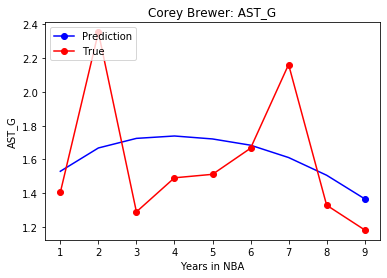 Corey Brewer: AST_G
Prediction
True
AST_G
2.4
2.2
2.0
1.8
1.6
1.4
1.2
1 2 3 4 5 6 7 8 9
Years in NBA